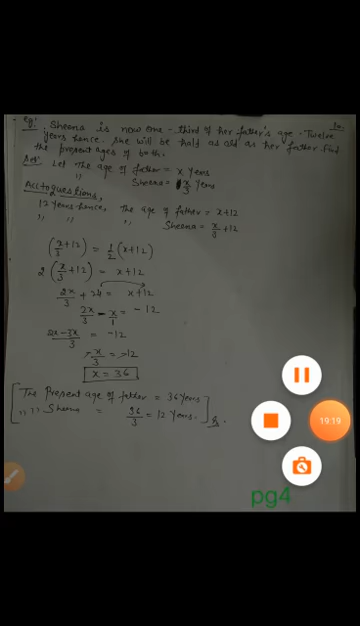 eg: Sheena is now one-third of her father's age. Twelve
years hence, she will be half as old as her father. Find
the present ages of both.
Sol: Let The age of father = x years
" Sheena = x/3 years
Acc. to questions,
12 years hence, The age of father = x+12
" " " Sheena = x/3 +12
(x/3+12) = 1/2(x+12)
2(x/3+12) = x+12
2x/3 + 24 = x+12
2x/3 - x/1 = -12
2x-3x/3 = -12
-x/3 = -12
x = 36
[The Present age of father = 36 years
" " Sheena = 36/3 = 12 Years.]
19:19
pg4